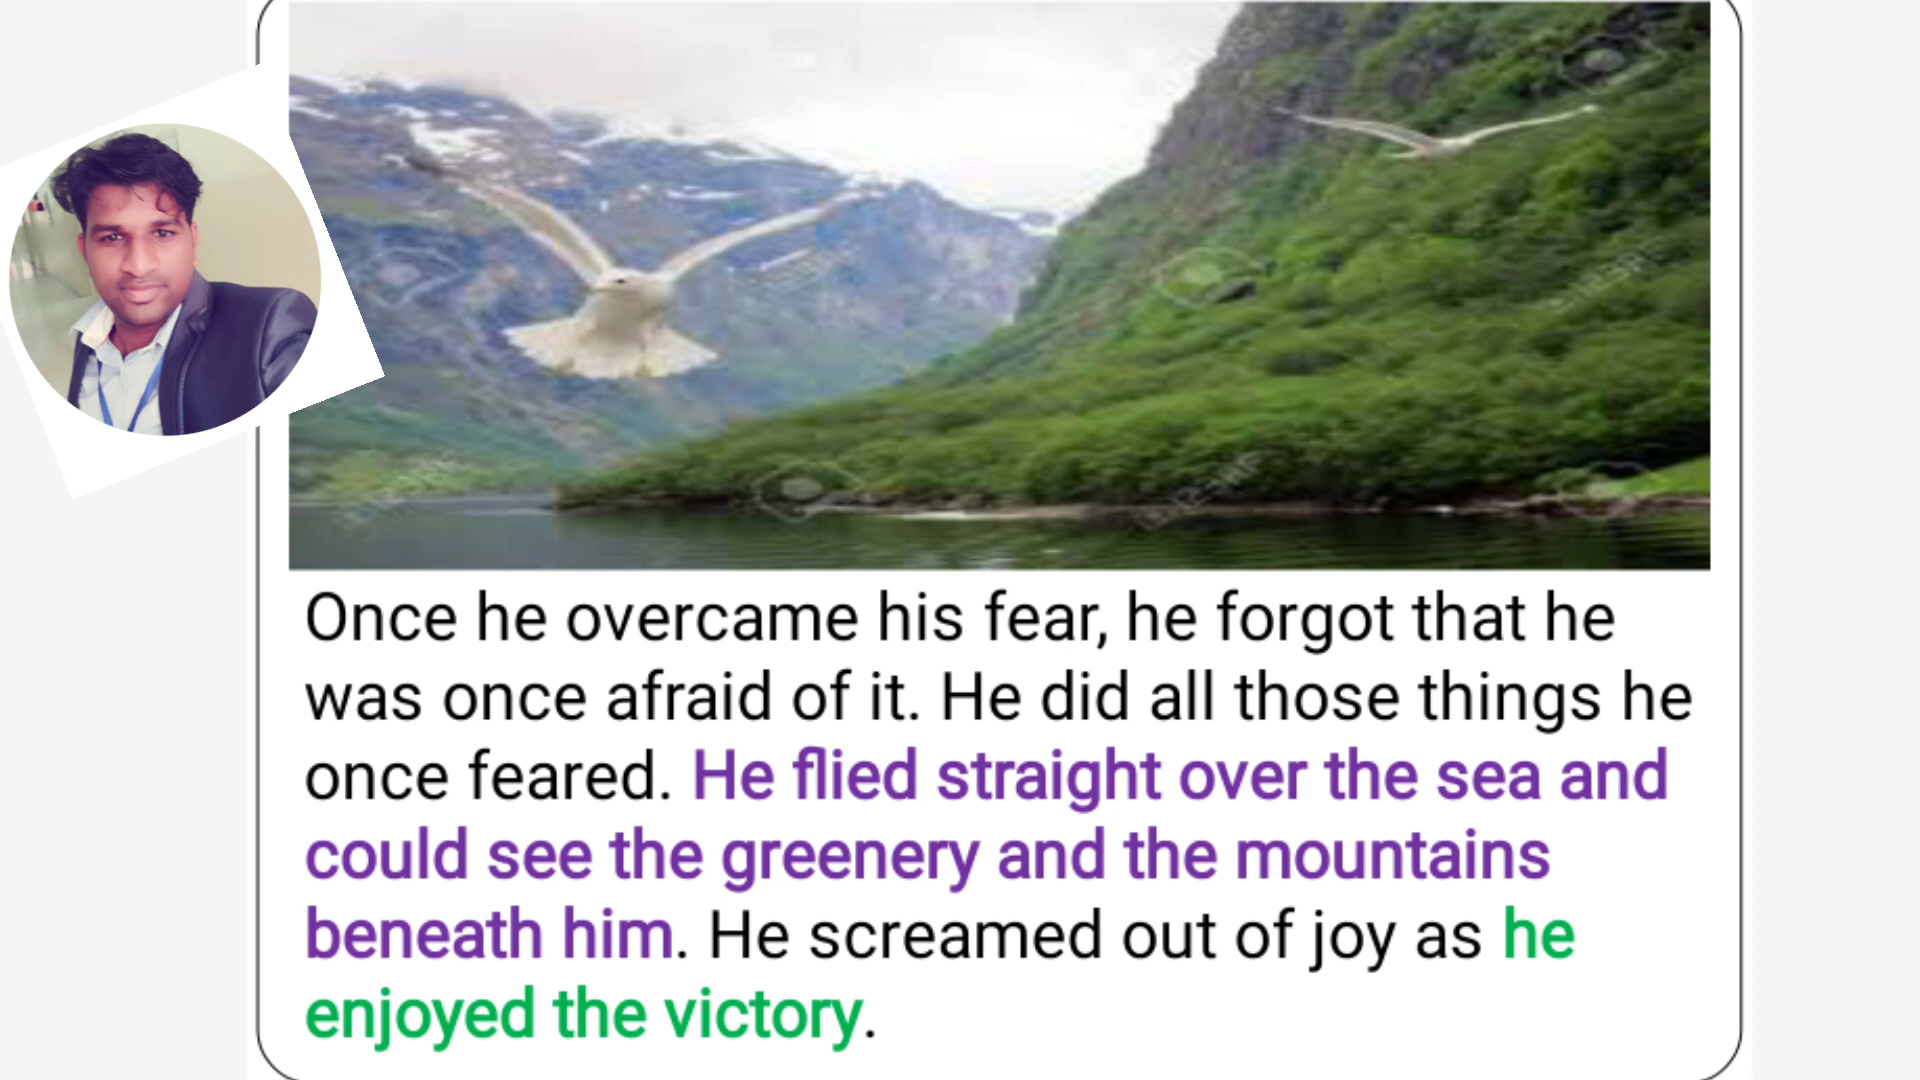 Once he overcame his fear, he forgot that he
was once afraid of it. He did all those things he
once feared. He flied straight over the sea and
could see the greenery and the mountains
beneath him. He screamed out of joy as he
enjoyed the victory.